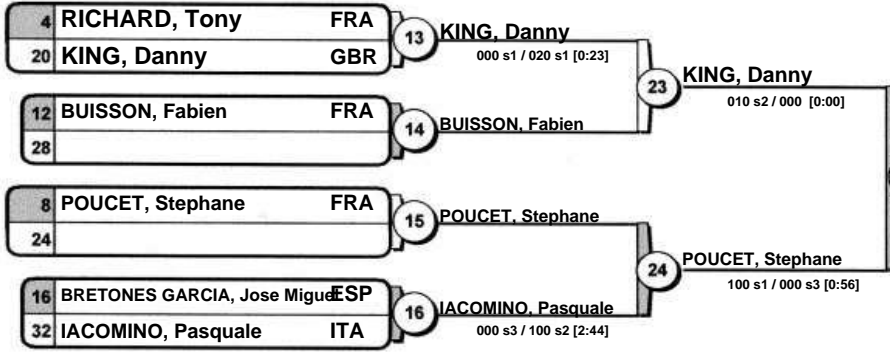 4 RICHARD, Tony FRA
20 KING, Danny GBR
13 KING, Danny
000 s1 / 020 s1 [0:23]
12 BUISSON, Fabien FRA
28
14 BUISSON, Fabien
23 KING, Danny
010 s2 / 000 [0:00]
8 POUCET, Stephane FRA
24
15 POUCET, Stephane
16 BRETONES GARCIA, Jose Miguel ESP
32 IACOMINO, Pasquale ITA
16 IACOMINO, Pasquale
000 s3 / 100 s2 [2:44]
24 POUCET, Stephane
100 s1 / 000 s3 [0:56]